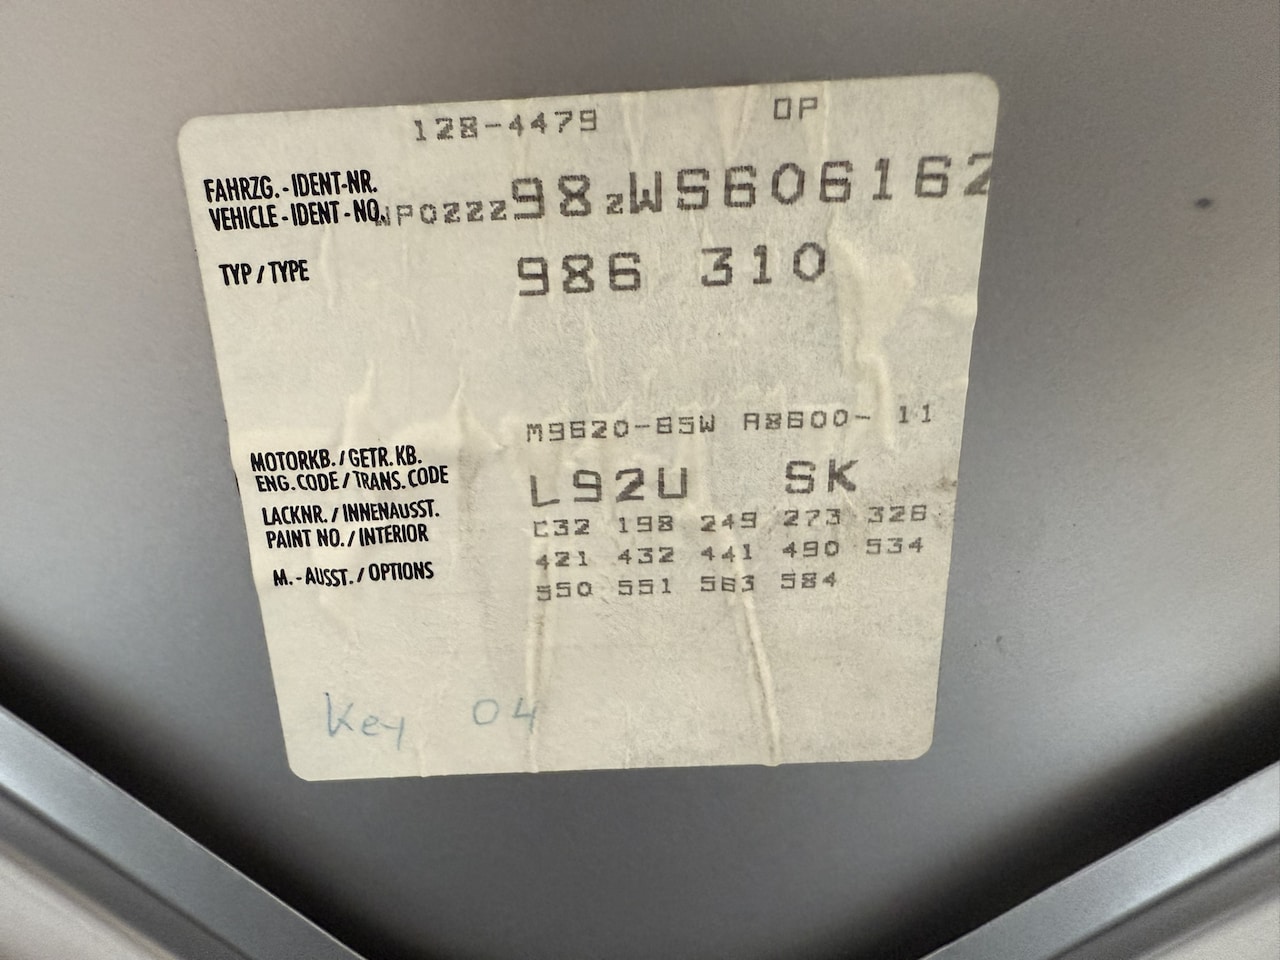 128-4479 OP
FAHRZG.-IDENT-NR.
VEHICLE-IDENT-NO. WP0ZZZ98ZWS606162
TYP/TYPE 986 310
M9620-65W A8600- 11
MOTORKB./GETR.KB.
ENG.CODE/TRANS.CODE L92U SK
LACKNR./INNENAUSST.
PAINT NO./INTERIOR
M.-AUSST./OPTIONS
C32 198 249 273 326
421 432 441 490 534
550 551 563 584
Key 04